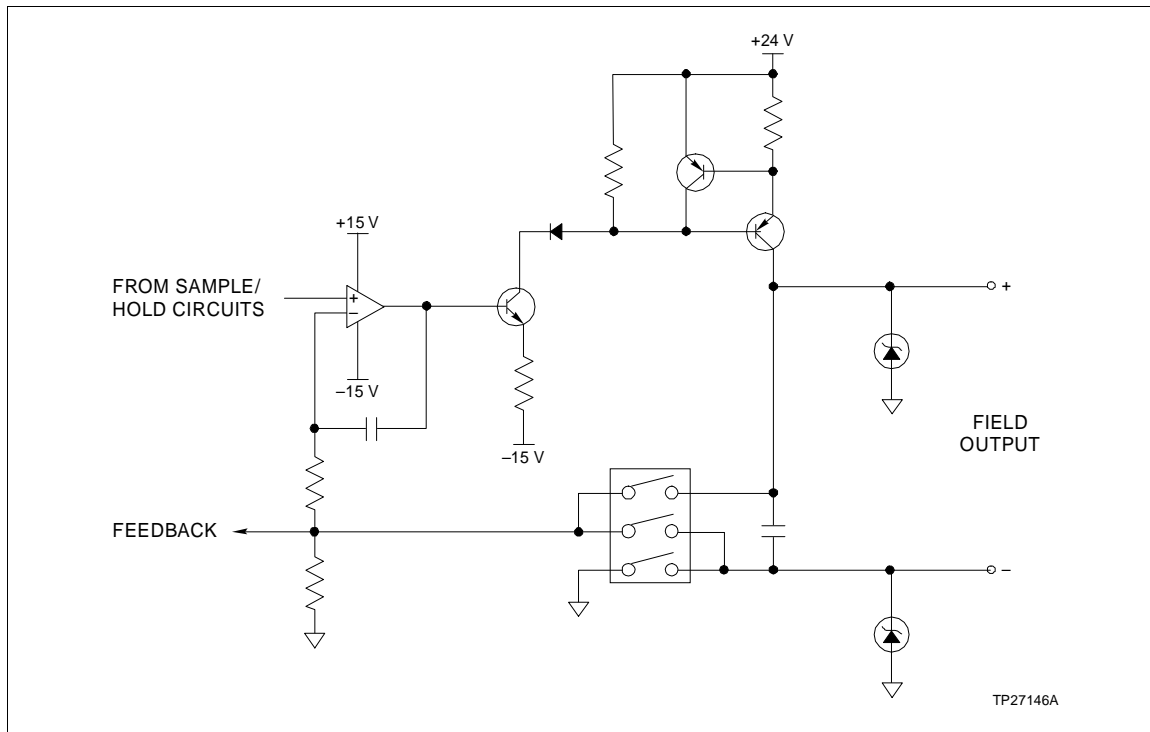 +24 V
+15 V
FROM SAMPLE/
HOLD CIRCUITS
+
–
–15 V
–15 V
+
FIELD
OUTPUT
FEEDBACK
–
TP27146A